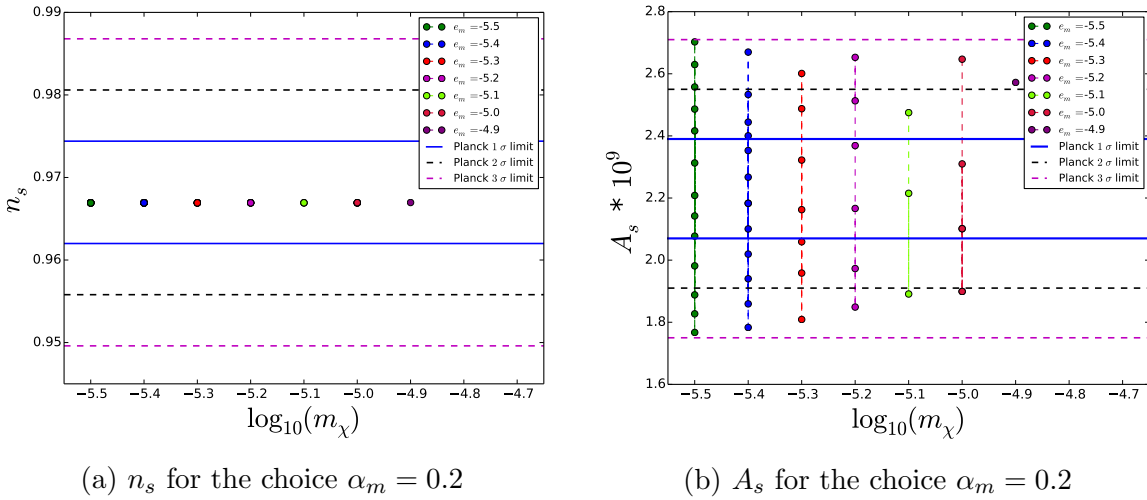 0.99
0.98
0.97
0.96
0.95
n_s
−5.5 −5.4 −5.3 −5.2 −5.1 −5.0 −4.9 −4.8 −4.7
log₁₀(m_χ)
e_m =-5.5
e_m =-5.4
e_m =-5.3
e_m =-5.2
e_m =-5.1
e_m =-5.0
e_m =-4.9
Planck 1 σ limit
Planck 2 σ limit
Planck 3 σ limit
(a) n_s for the choice α_m = 0.2
2.8
2.6
2.4
2.2
2.0
1.8
1.6
A_s * 10⁹
−5.5 −5.4 −5.3 −5.2 −5.1 −5.0 −4.9 −4.8 −4.7
log₁₀(m_χ)
e_m =-5.5
e_m =-5.4
e_m =-5.3
e_m =-5.2
e_m =-5.1
e_m =-5.0
e_m =-4.9
Planck 1 σ limit
Planck 2 σ limit
Planck 3 σ limit
(b) A_s for the choice α_m = 0.2